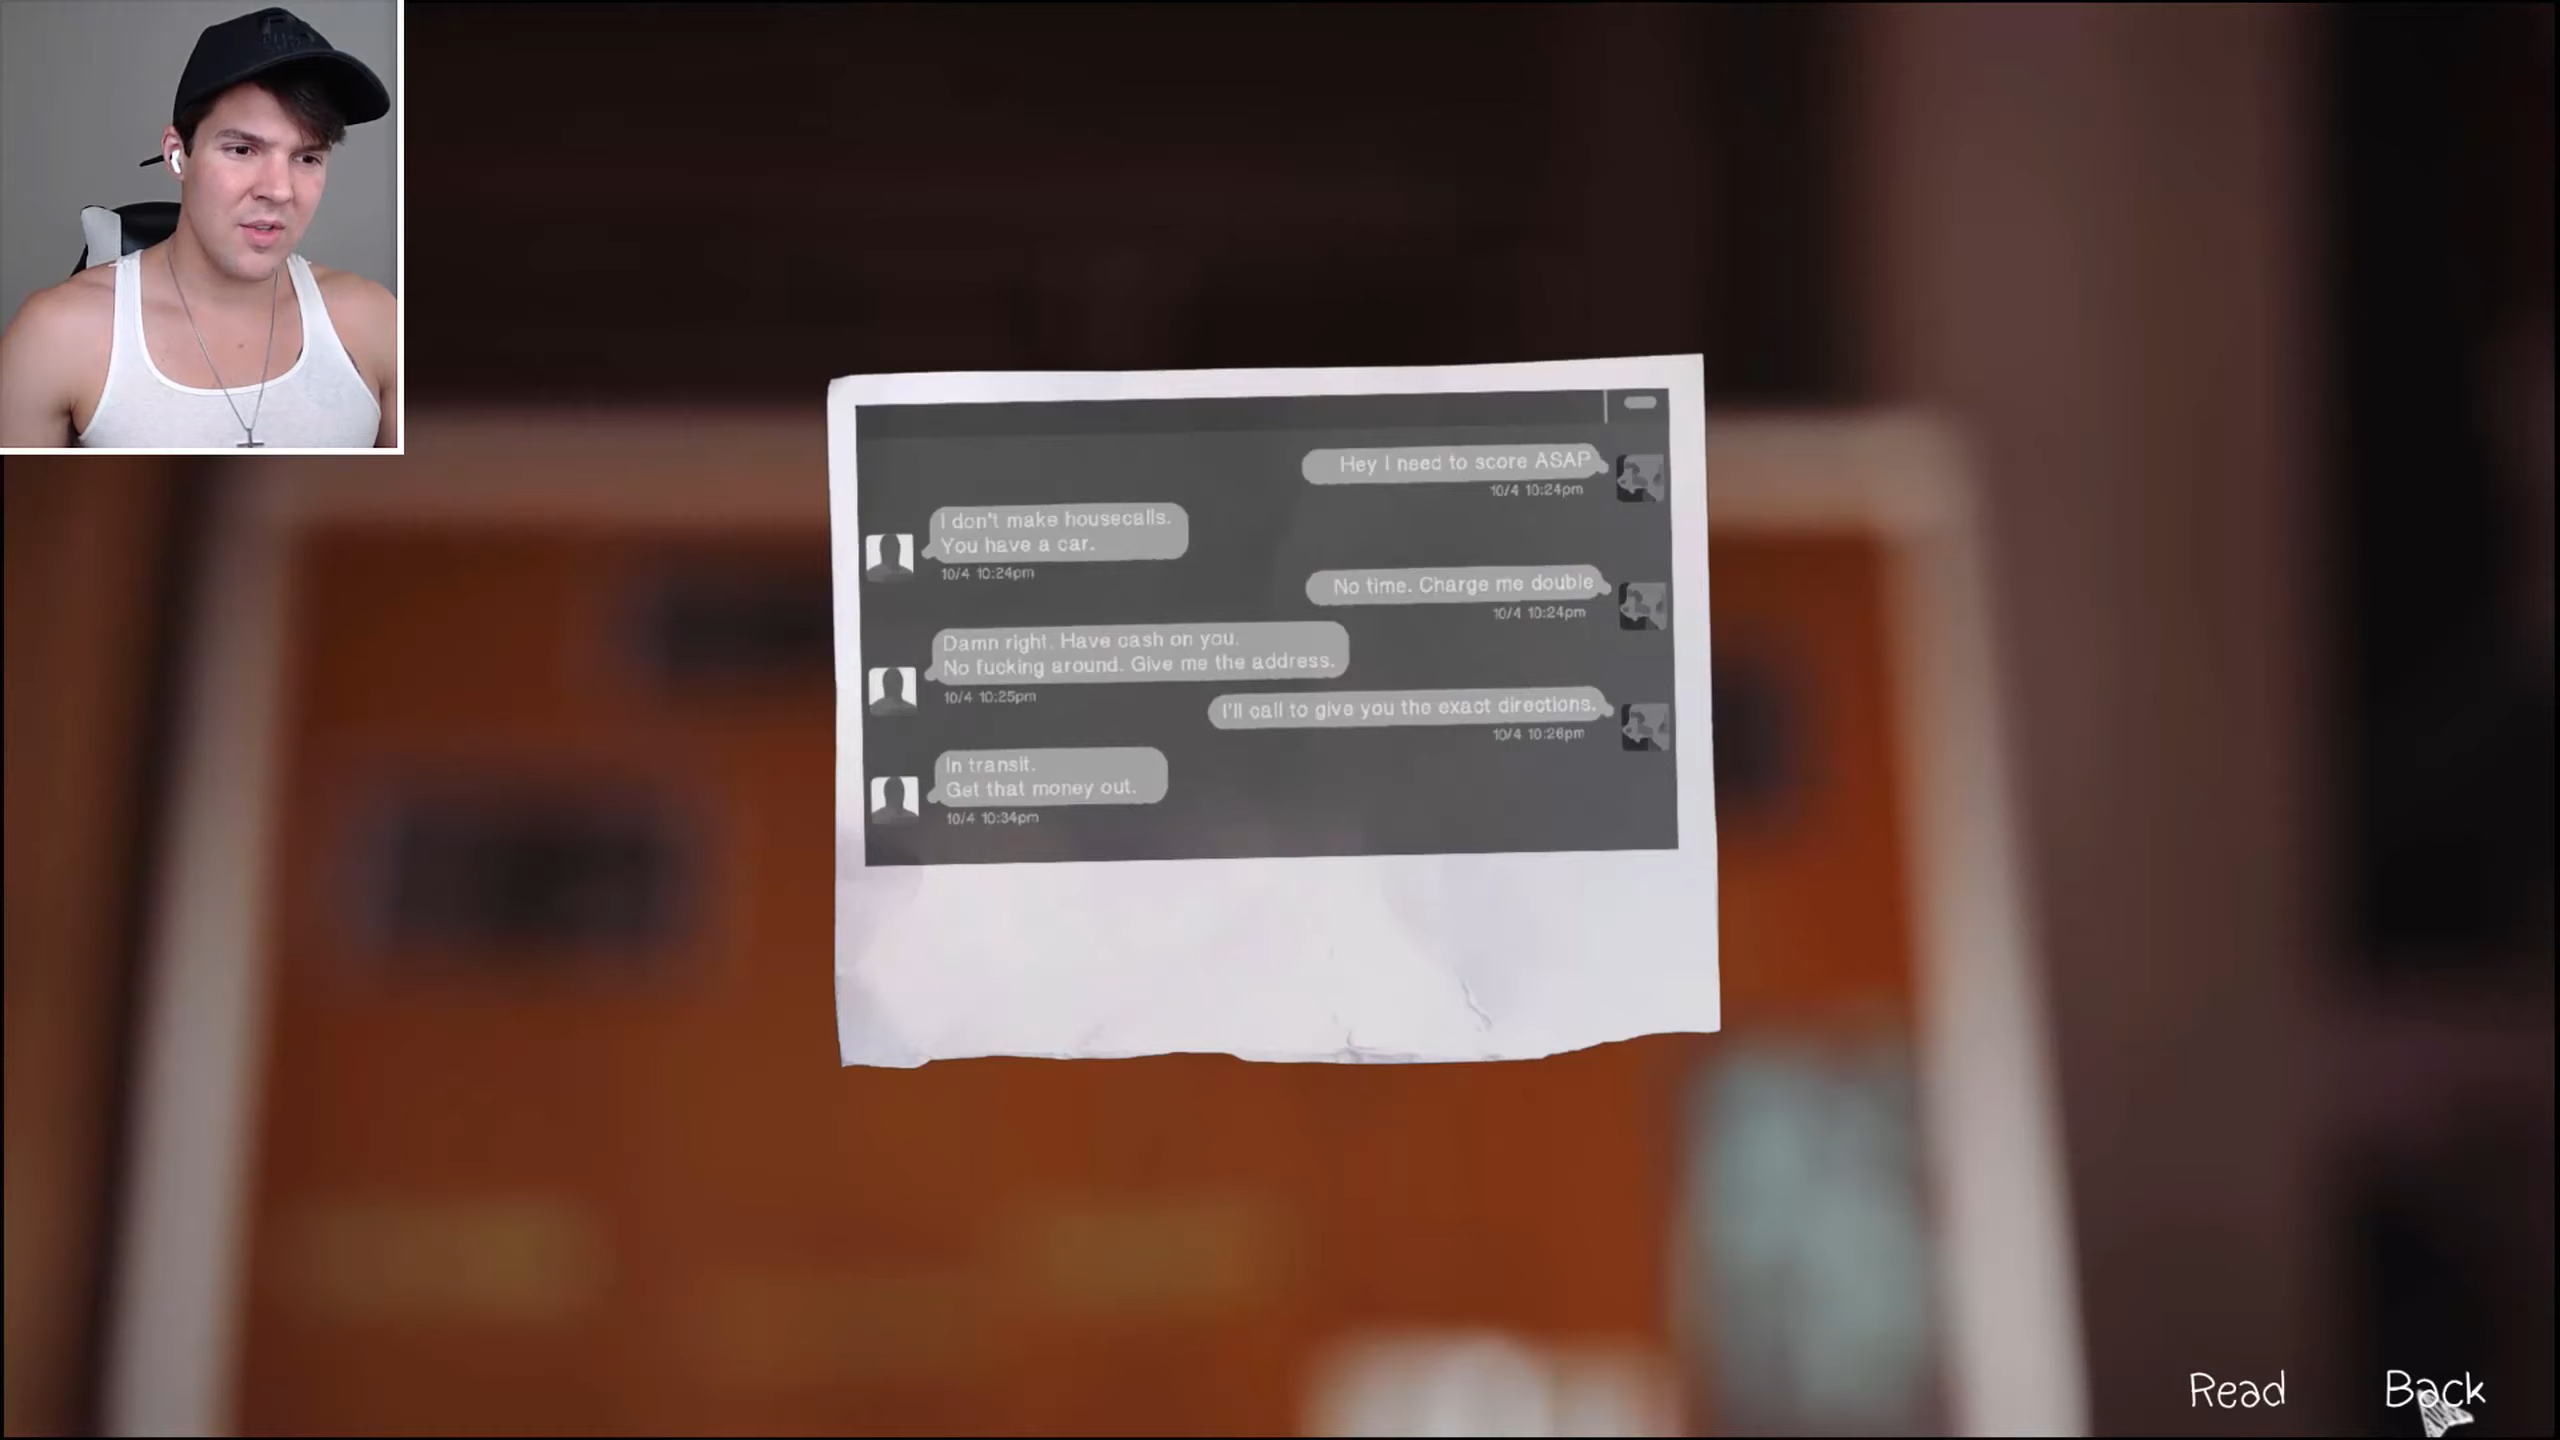 Hey I need to score ASAP
10/4 10:24pm
I don't make housecalls.
You have a car.
10/4 10:24pm
No time. Charge me double
10/4 10:24pm
Damn right. Have cash on you.
No fucking around. Give me the address.
10/4 10:25pm
I'll call to give you the exact directions.
10/4 10:26pm
In transit.
Get that money out.
10/4 10:34pm
Read
Back